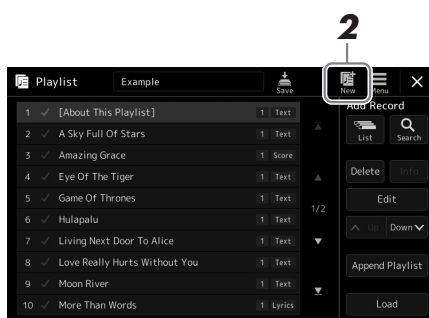 2
Playlist
Example
Save
New
Menu
Add Record
List
Search
Delete
Info
Edit
Up
Down
Append Playlist
Load
1 [About This Playlist] 1 Text
2 A Sky Full Of Stars 1 Text
3 Amazing Grace 1 Score
4 Eye Of The Tiger 1 Text
5 Game Of Thrones 1 Text
6 Hulapalu 1 Text
7 Living Next Door To Alice 1 Text
8 Love Really Hurts Without You 1 Text
9 Moon River 1 Text
10 More Than Words 1 Lyrics
1/2